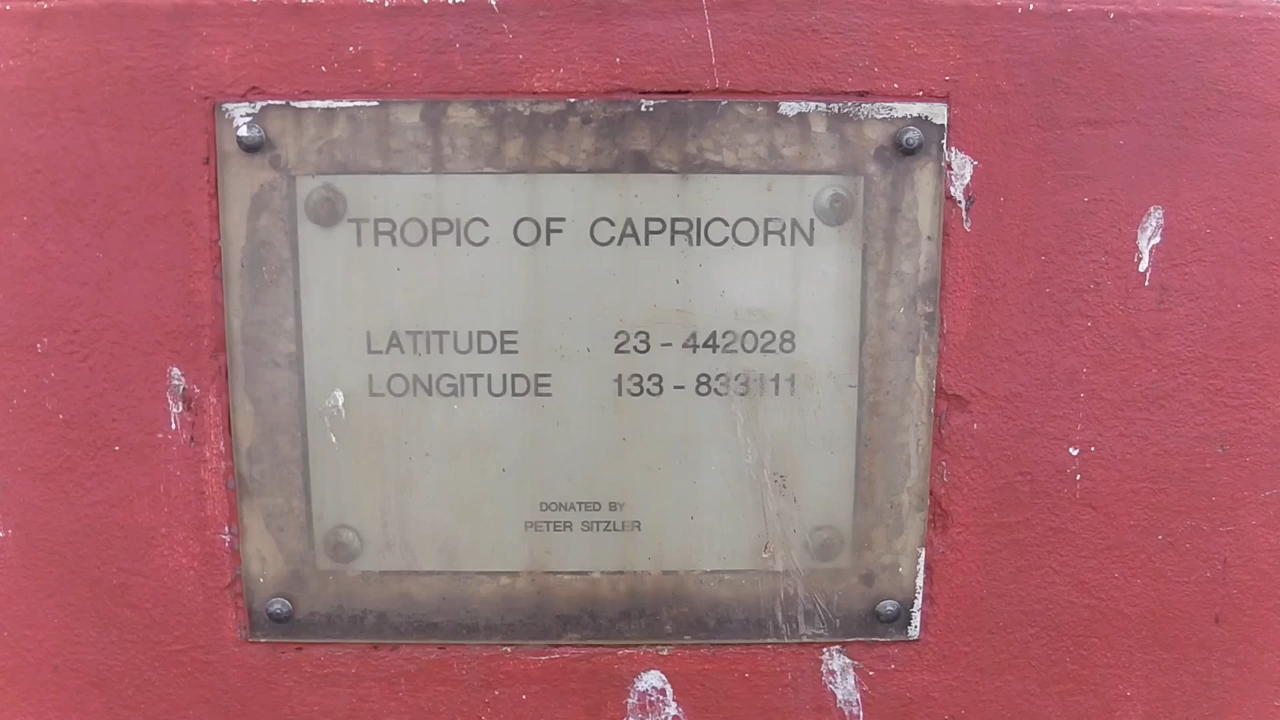 TROPIC OF CAPRICORN
LATITUDE 23 - 442028
LONGITUDE 133 - 833111
DONATED BY
PETER SITZLER